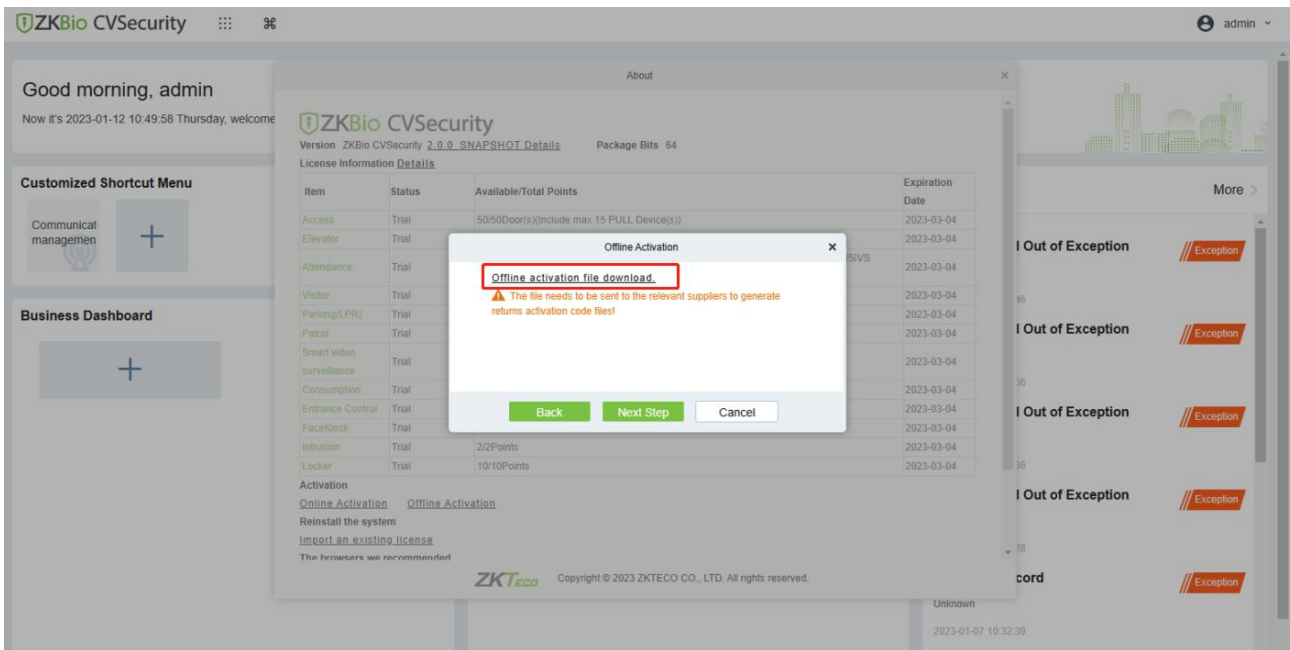 ZKBio CVSecurity
admin
Good morning, admin
Now it's 2023-01-12 10:49:58 Thursday, welcome
Customized Shortcut Menu
Communicat
managemen
Business Dashboard
About
ZKBio CVSecurity
Version ZKBio CVSecurity 2.0.0_SNAPSHOT Details Package Bits 64
License Information Details
Item Status Available/Total Points Expiration Date
Access Trial 50/50Door(s)(Include max 15 PULL Device(s)) 2023-03-04
Elevator Trial 2023-03-04
Attendance Trial 2023-03-04
Visitor Trial 2023-03-04
Parking(LPR) Trial 2023-03-04
Patrol Trial 2023-03-04
Smart video surveillance Trial 2023-03-04
Consumption Trial 2023-03-04
Entrance Control Trial 2023-03-04
FaceKiosk Trial 2023-03-04
Intrusion Trial 2/2Points 2023-03-04
Locker Trial 10/10Points 2023-03-04
Activation
Online Activation Offline Activation
Reinstall the system
Import an existing license
The browsers we recommended
ZKTECO Copyright © 2023 ZKTECO CO., LTD. All rights reserved.
Offline Activation
Offline activation file download.
The file needs to be sent to the relevant suppliers to generate
returns activation code files!
Back Next Step Cancel
More
Out of Exception Exception
Out of Exception Exception
Out of Exception Exception
Out of Exception Exception
cord Exception
Unknown
2023-01-07 10:32:39